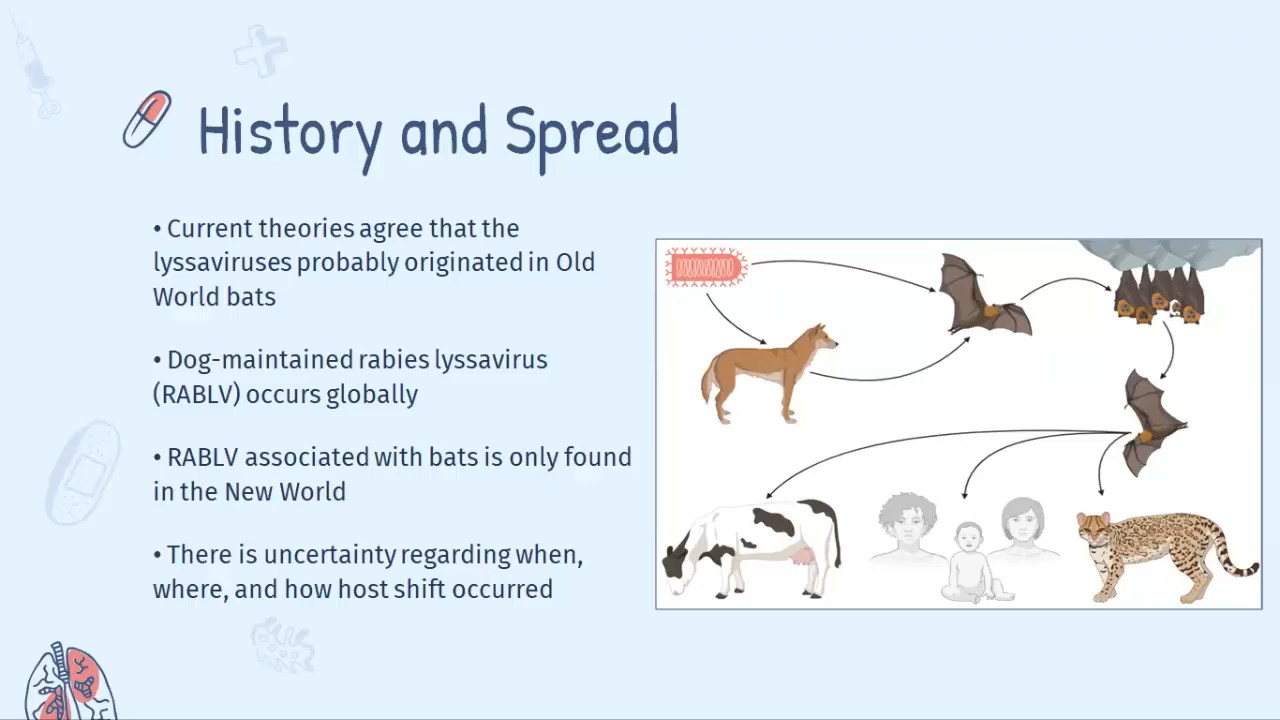 History and Spread
• Current theories agree that the
lyssaviruses probably originated in Old
World bats
• Dog-maintained rabies lyssavirus
(RABLV) occurs globally
• RABLV associated with bats is only found
in the New World
• There is uncertainty regarding when,
where, and how host shift occurred